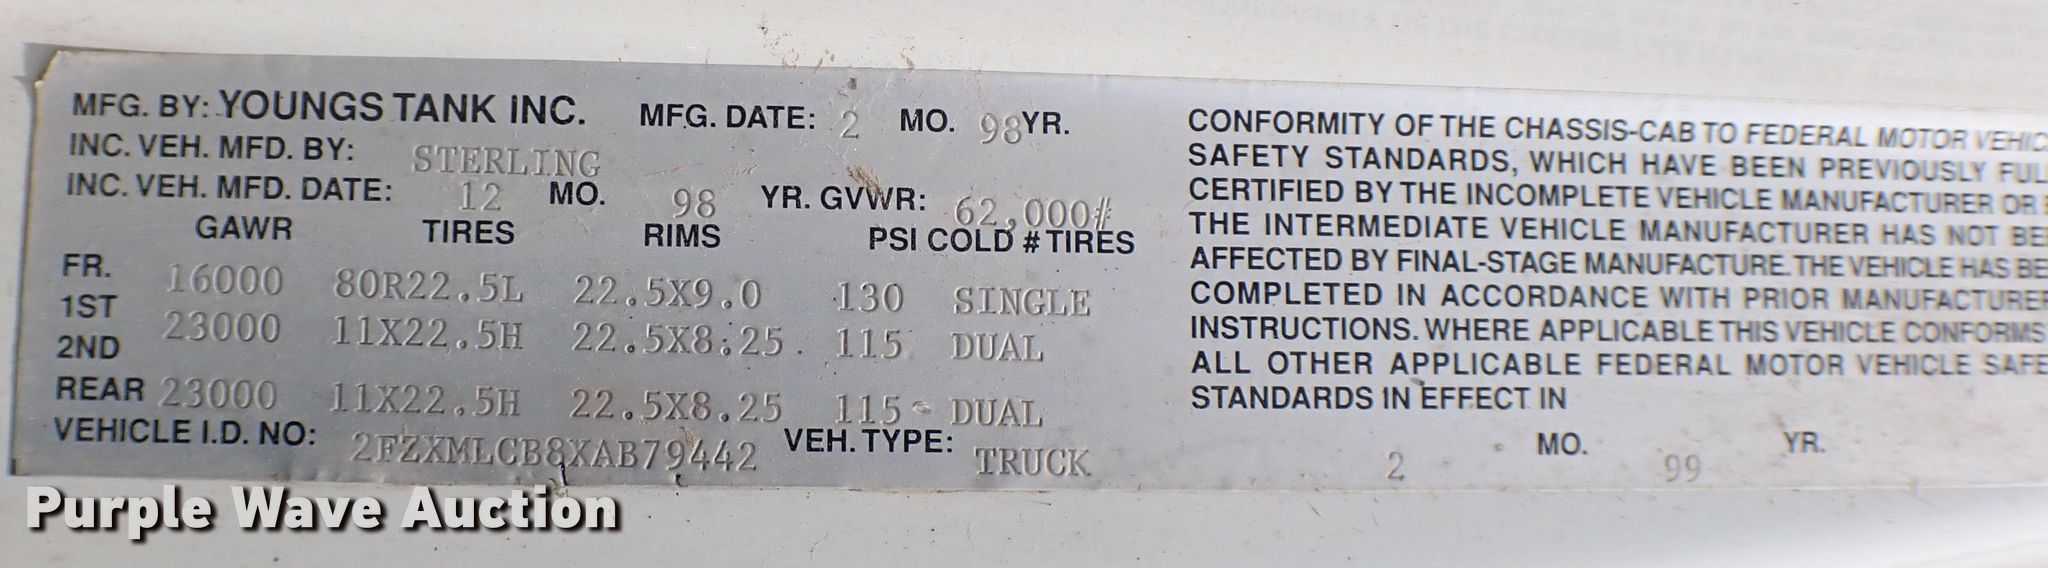 MFG. BY: YOUNGS TANK INC. MFG. DATE: 2 MO. 98 YR.
INC. VEH. MFD. BY: STERLING
INC. VEH. MFD. DATE: 12 MO. 98 YR. GVWR: 62,000#
GAWR TIRES RIMS PSI COLD # TIRES
FR. 16000 80R22.5L 22.5X9.0 130 SINGLE
1ST 23000 11X22.5H 22.5X8.25 115 DUAL
2ND
REAR 23000 11X22.5H 22.5X8.25 115 DUAL
VEHICLE I.D. NO: 2FZXMLCB8XAB79442 VEH. TYPE: TRUCK
CONFORMITY OF THE CHASSIS-CAB TO FEDERAL MOTOR VEHIC
SAFETY STANDARDS, WHICH HAVE BEEN PREVIOUSLY FUL
CERTIFIED BY THE INCOMPLETE VEHICLE MANUFACTURER OR
THE INTERMEDIATE VEHICLE MANUFACTURER HAS NOT BE
AFFECTED BY FINAL-STAGE MANUFACTURE. THE VEHICLE HAS BE
COMPLETED IN ACCORDANCE WITH PRIOR MANUFACTURER
INSTRUCTIONS. WHERE APPLICABLE THIS VEHICLE CONFORMS
ALL OTHER APPLICABLE FEDERAL MOTOR VEHICLE SAFE
STANDARDS IN EFFECT IN
2 MO. 99 YR.
Purple Wave Auction